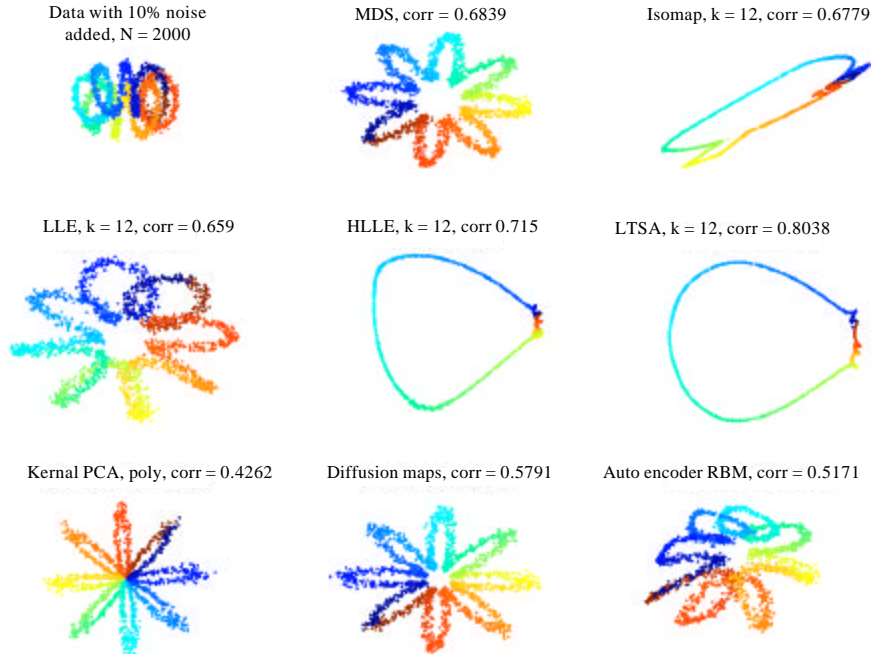 Data with 10% noise
added, N = 2000
MDS, corr = 0.6839
Isomap, k = 12, corr = 0.6779
LLE, k = 12, corr = 0.659
HLLE, k = 12, corr 0.715
LTSA, k = 12, corr = 0.8038
Kernal PCA, poly, corr = 0.4262
Diffusion maps, corr = 0.5791
Auto encoder RBM, corr = 0.5171